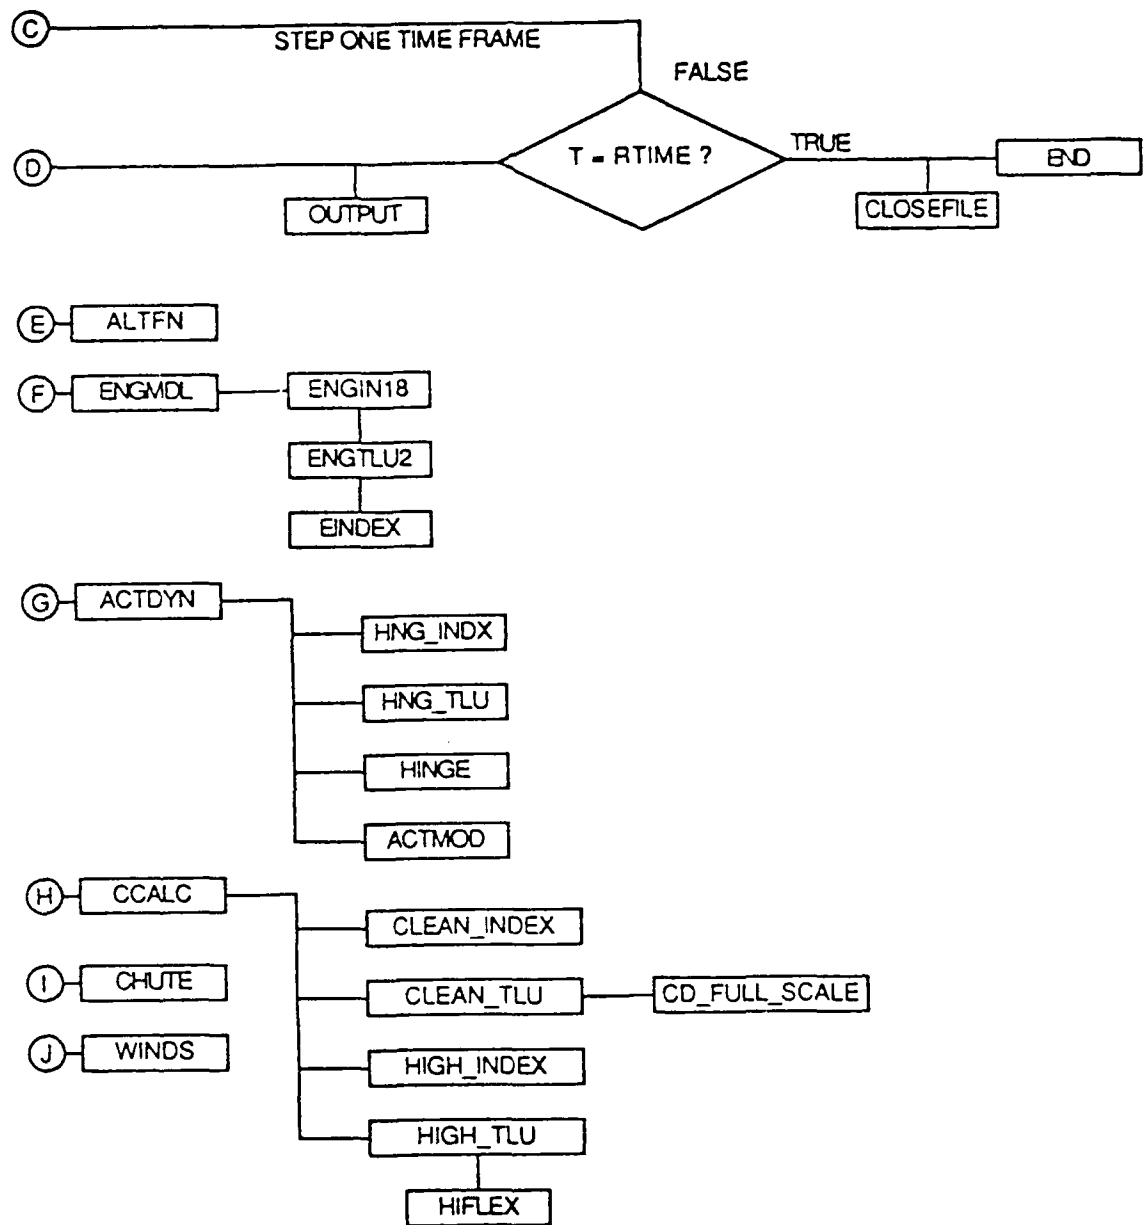 C
STEP ONE TIME FRAME
FALSE
D
T = RTIME ?
TRUE
END
OUTPUT
CLOSEFILE
E
ALTFN
F
ENGMDL
ENGIN18
ENGTLU2
EINDEX
G
ACTDYN
HNG_INDX
HNG_TLU
HINGE
ACTMOD
H
CCALC
CLEAN_INDEX
I
CHUTE
CLEAN_TLU
CD_FULL_SCALE
J
WINDS
HIGH_INDEX
HIGH_TLU
HIFLEX